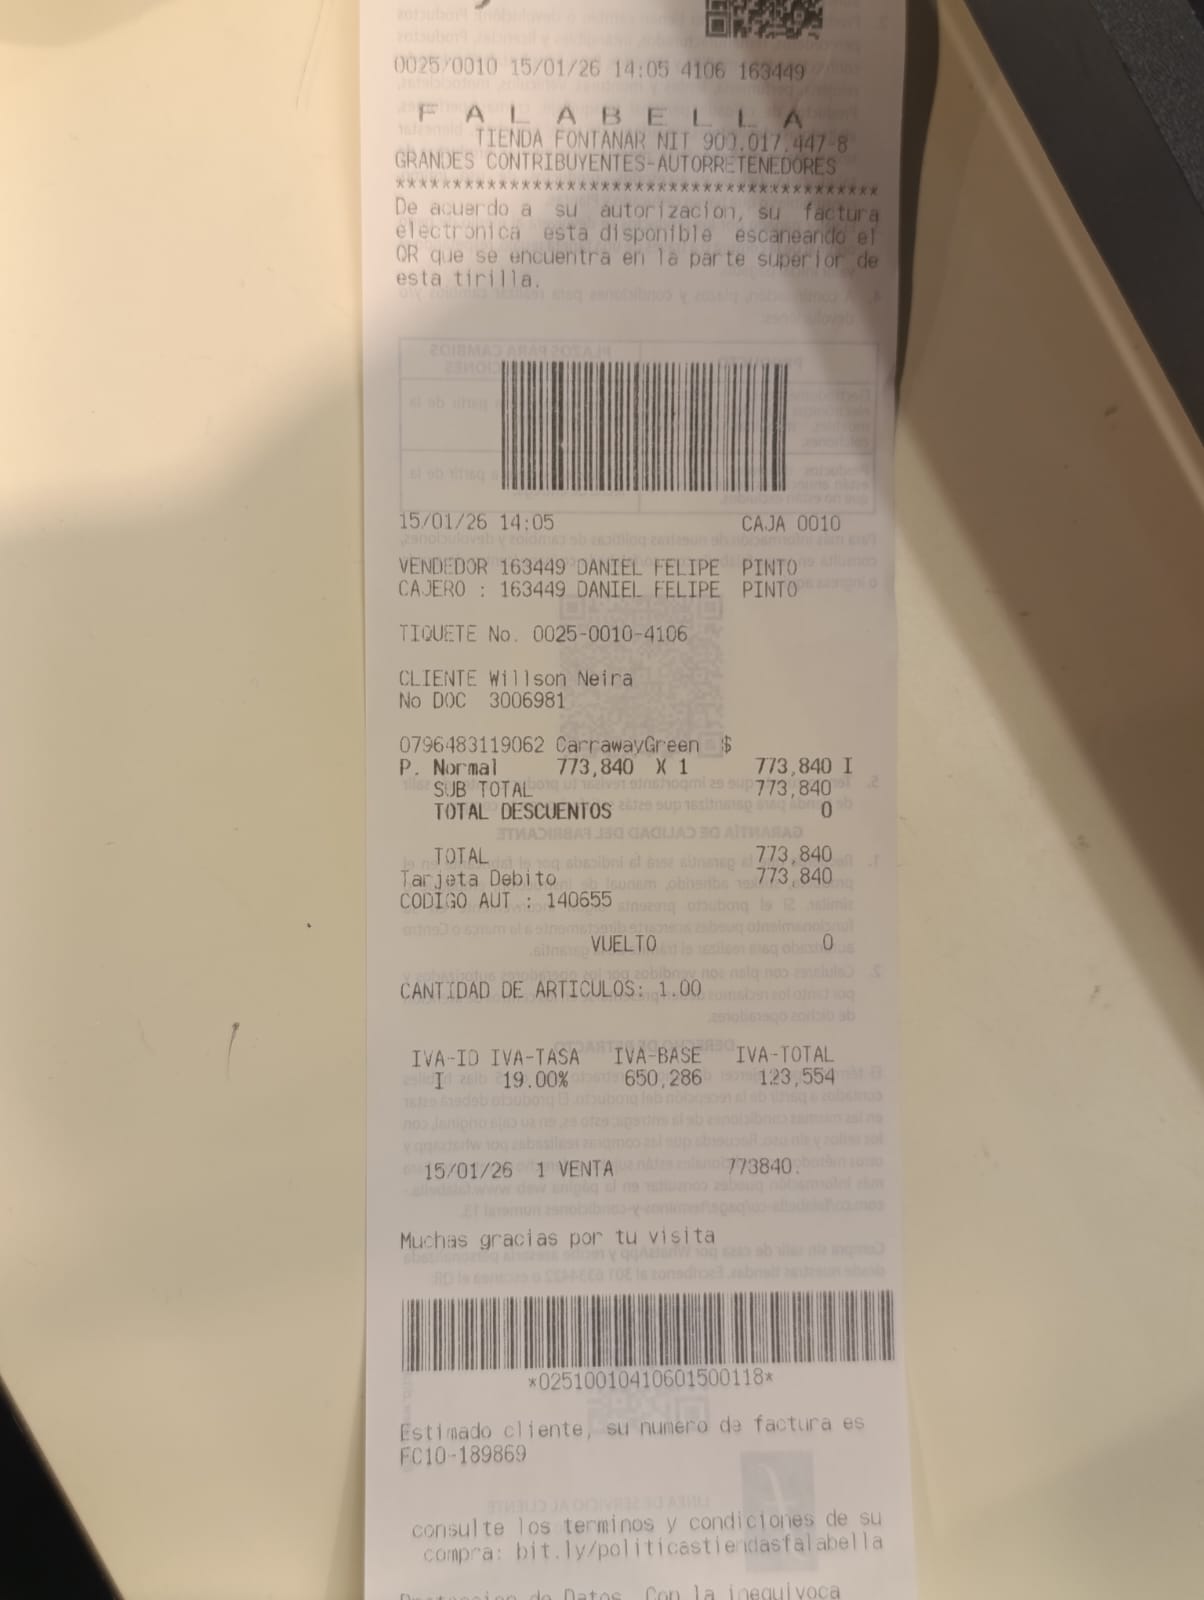 0025/0010 15/01/26 14:05 4106 163449
F A L A B E L L A
TIENDA FONTANAR NIT 900.017.447-8
GRANDES CONTRIBUYENTES-AUTORRETENEDORES
******************************************
De acuerdo a su autorizacion, su factura
electronica esta disponible escaneando el
QR que se encuentra en la parte superior de
esta tirilla.
15/01/26 14:05 CAJA 0010
VENDEDOR 163449 DANIEL FELIPE PINTO
CAJERO : 163449 DANIEL FELIPE PINTO
TIQUETE No. 0025-0010-4106
CLIENTE Willson Neira
No DOC 3006981
0796483119062 CarrawayGreen $
P. Normal 773,840 X 1 773,840 I
SUB TOTAL 773,840
TOTAL DESCUENTOS 0
TOTAL 773,840
Tarjeta Debito 773,840
CODIGO AUT : 140655
VUELTO 0
CANTIDAD DE ARTICULOS: 1.00
IVA-ID IVA-TASA IVA-BASE IVA-TOTAL
I 19.00% 650,286 123,554
15/01/26 1 VENTA 773840.
Muchas gracias por tu visita
*02510010410601500118*
Estimado cliente, su numero de factura es
FC10-189869
consulte los terminos y condiciones de su
compra: bit.ly/politicastiendasfalabella
de Datos. Con la inequivoca